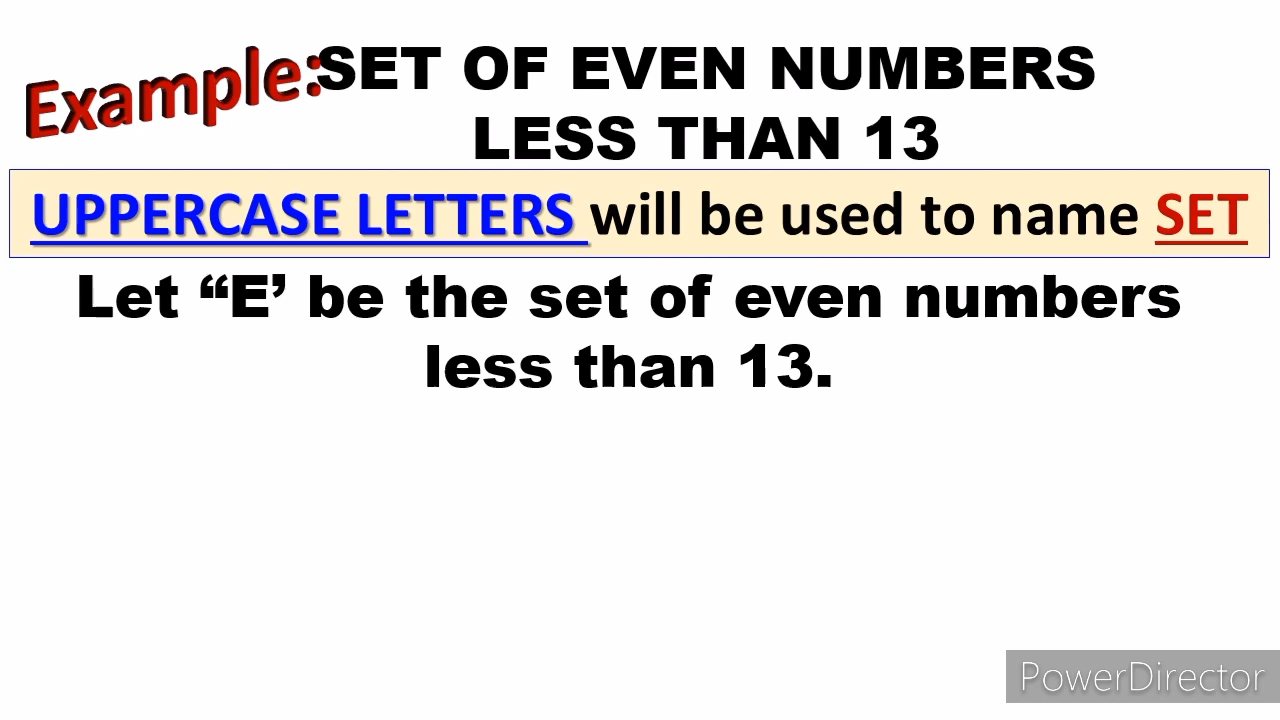 Example: SET OF EVEN NUMBERS
LESS THAN 13
UPPERCASE LETTERS will be used to name SET
Let “E’ be the set of even numbers
less than 13.
PowerDirector